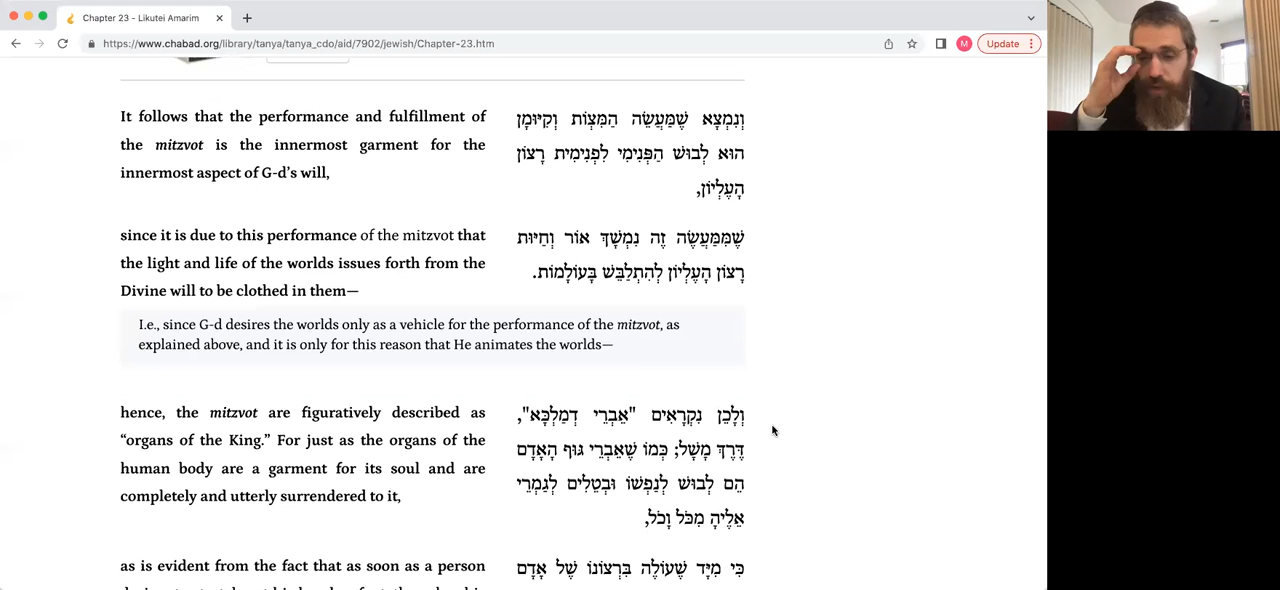 Chapter 23 - Likutei Amarim
https://www.chabad.org/library/tanya/tanya_cdo/aid/7902/jewish/Chapter-23.htm
M
Update
It follows that the performance and fulfillment of
the mitzvot is the innermost garment for the
innermost aspect of G-d’s will,
וְנִמְצָא שֶׁמַּעֲשֵׂה הַמִּצְוֹת וְקִיּוּמָן
הוּא לְבוּשׁ הַפְּנִימִי לִפְנִימִית רָצוֹן
הָעֶלְיוֹן,
since it is due to this performance of the mitzvot that
the light and life of the worlds issues forth from the
Divine will to be clothed in them—
שֶׁמִּמַּעֲשֶׂה זֶה נִמְשָׁךְ אוֹר וְחַיּוּת
רָצוֹן הָעֶלְיוֹן לְהִתְלַבֵּשׁ בָּעוֹלָמוֹת.
I.e., since G-d desires the worlds only as a vehicle for the performance of the mitzvot, as
explained above, and it is only for this reason that He animates the worlds—
hence, the mitzvot are figuratively described as
“organs of the King.” For just as the organs of the
human body are a garment for its soul and are
completely and utterly surrendered to it,
וְלָכֵן נִקְרָאִים "אֵבְרֵי דְמַלְכָּא",
דֶּרֶךְ מָשָׁל; כְּמוֹ שֶׁאֵבְרֵי גּוּף הָאָדָם
הֵם לְבוּשׁ לְנַפְשׁוֹ וּבְטֵלִים לְגַמְרֵי
אֵלֶיהָ מִכֹּל וָכֹל,
as is evident from the fact that as soon as a person
כִּי מִיָּד שֶׁעוֹלֶה בִּרְצוֹנוֹ שֶׁל אָדָם